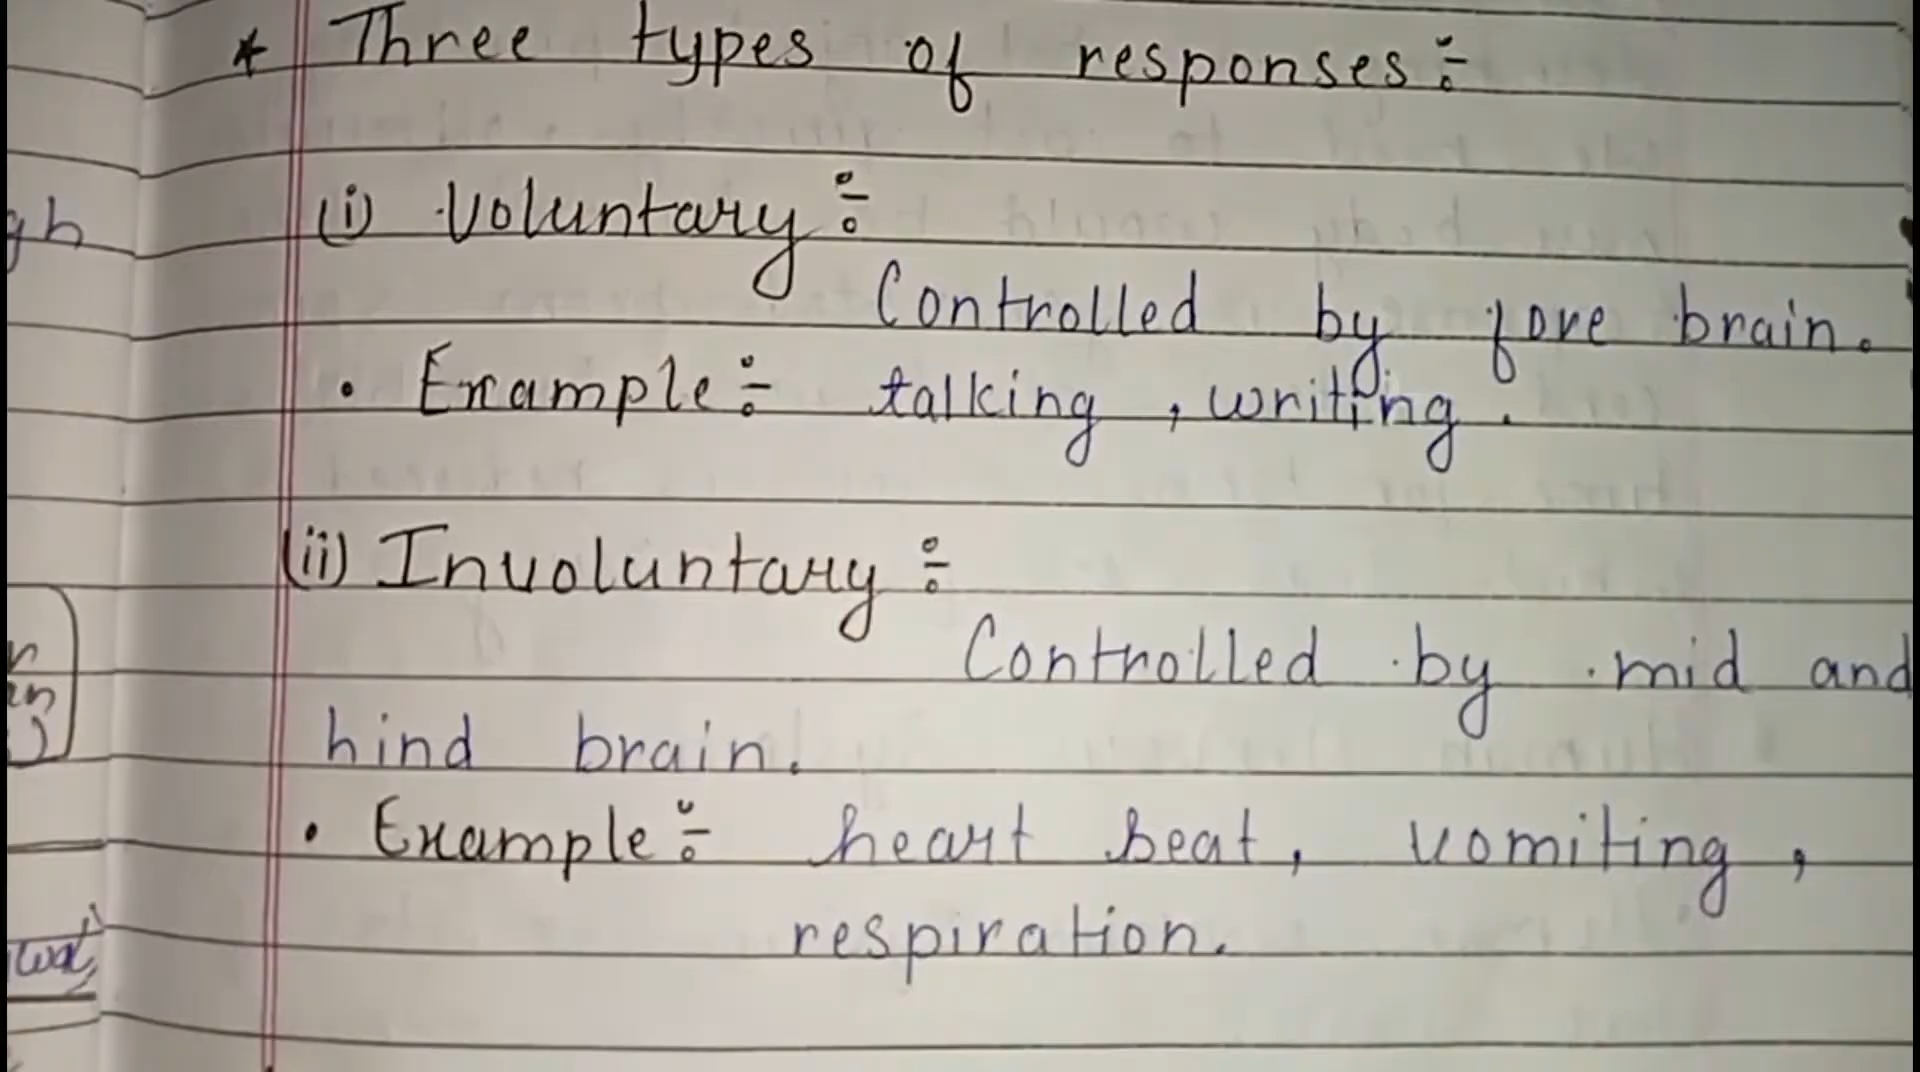 * Three types of responses÷
(i) Voluntary÷
Controlled by fore brain.
• Example÷ talking, writing.
(ii) Involuntary÷
Controlled by mid and
hind brain.
• Example÷ heart beat, vomiting,
respiration.